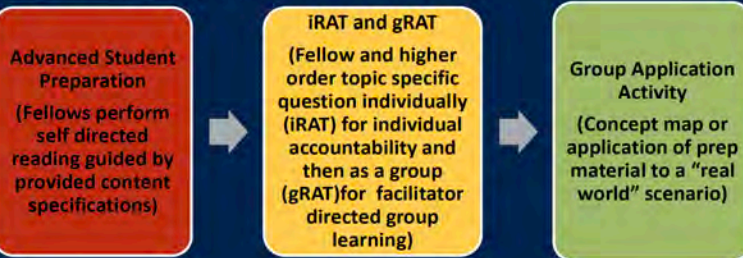 Advanced Student
Preparation
(Fellows perform
self directed
reading guided by
provided content
specifications)
iRAT and gRAT
(Fellow and higher
order topic specific
question individually
(iRAT) for individual
accountability and
then as a group
(gRAT)for facilitator
directed group
learning)
Group Application
Activity
(Concept map or
application of prep
material to a “real
world” scenario)